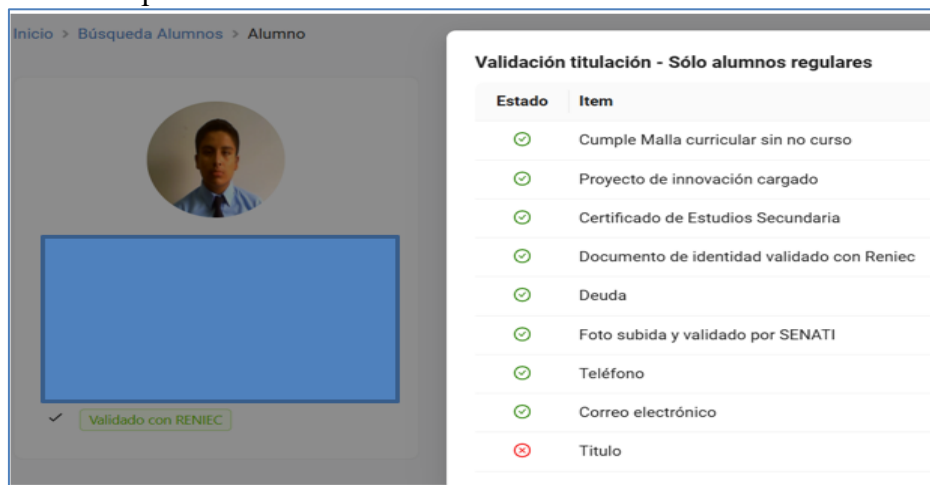 Inicio > Búsqueda Alumnos > Alumno
Validación titulación - Sólo alumnos regulares
Estado Item
Cumple Malla curricular sin no curso
Proyecto de innovación cargado
Certificado de Estudios Secundaria
Documento de identidad validado con Reniec
Deuda
Foto subida y validado por SENATI
Teléfono
Correo electrónico
Titulo
Validado con RENIEC